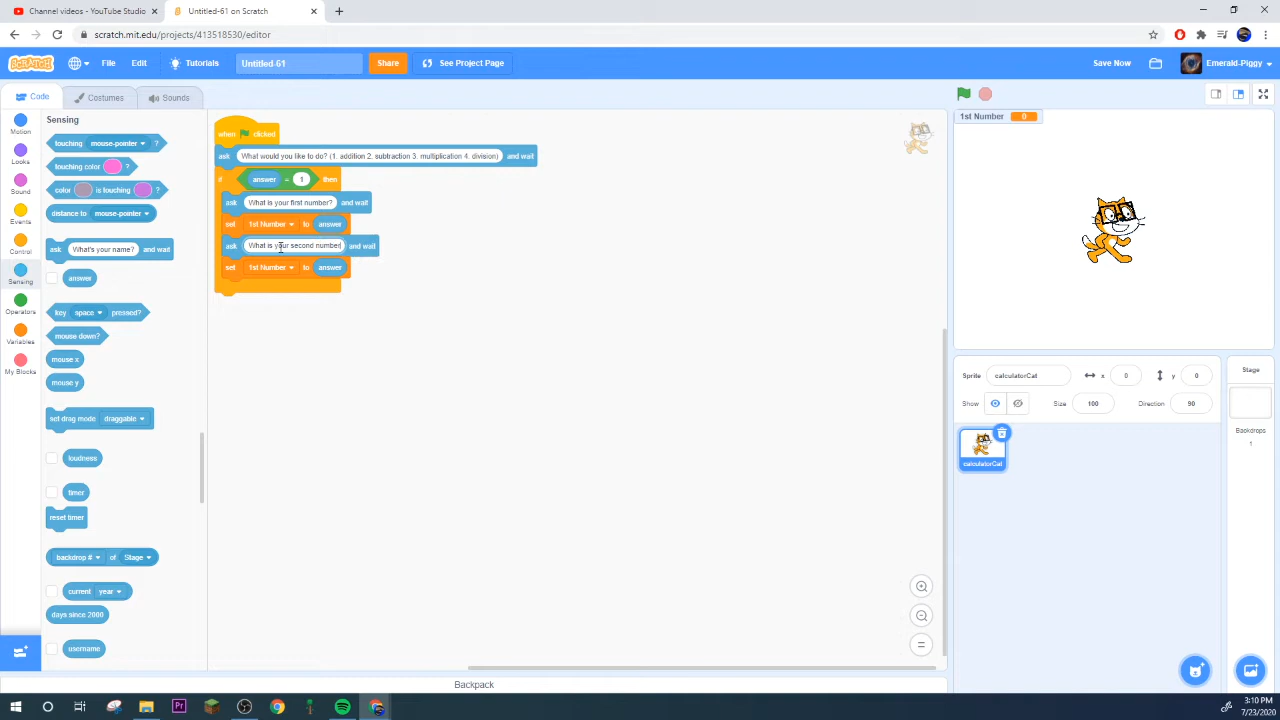 Channel videos - YouTube Studio
Untitled-61 on Scratch
scratch.mit.edu/projects/413518530/editor
SCRATCH
File
Edit
Tutorials
Untitled-61
Share
See Project Page
Save Now
Emerald-Piggy
Code
Costumes
Sounds
Motion
Looks
Sound
Events
Control
Sensing
Operators
Variables
My Blocks
Sensing
touching mouse-pointer ?
touching color ?
color is touching ?
distance to mouse-pointer
ask What's your name? and wait
answer
key space pressed?
mouse down?
mouse x
mouse y
set drag mode draggable
loudness
timer
reset timer
backdrop # of Stage
current year
days since 2000
username
when clicked
ask What would you like to do? (1. addition 2. subtraction 3. multiplication 4. division) and wait
if answer = 1 then
ask What is your first number? and wait
set 1st Number to answer
ask What is your second number and wait
set 1st Number to answer
Backpack
1st Number 0
Sprite calculatorCat x 0 y 0
Show Size 100 Direction 90
calculatorCat
Stage
Backdrops
1
3:10 PM
7/23/2020